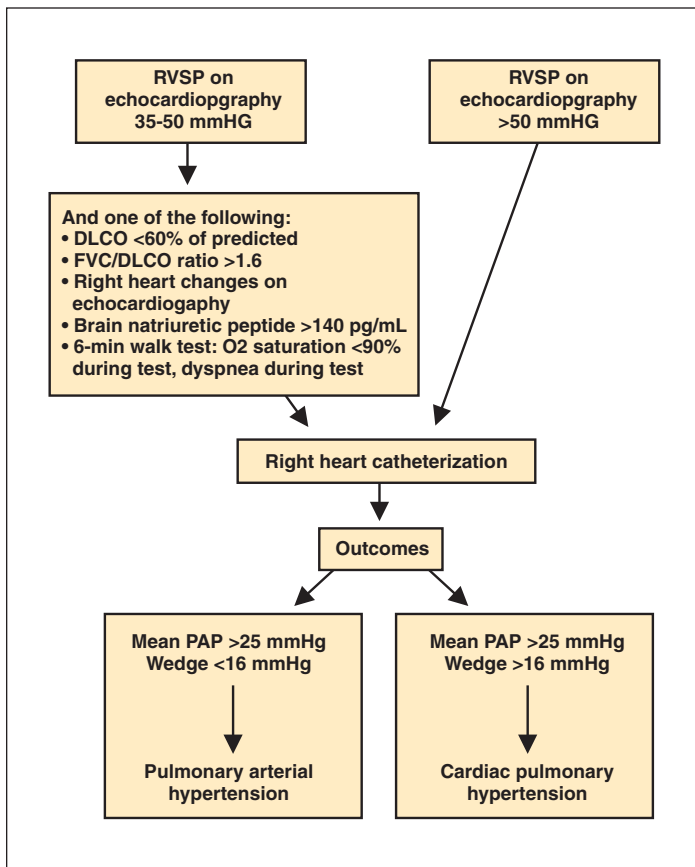 RVSP on
echocardiopgraphy
35-50 mmHG
RVSP on
echocardiopgraphy
>50 mmHG
And one of the following:
• DLCO <60% of predicted
• FVC/DLCO ratio >1.6
• Right heart changes on
echocardiogaphy
• Brain natriuretic peptide >140 pg/mL
• 6-min walk test: O2 saturation <90%
during test, dyspnea during test
Right heart catheterization
Outcomes
Mean PAP >25 mmHg
Wedge <16 mmHg
Pulmonary arterial
hypertension
Mean PAP >25 mmHg
Wedge >16 mmHg
Cardiac pulmonary
hypertension